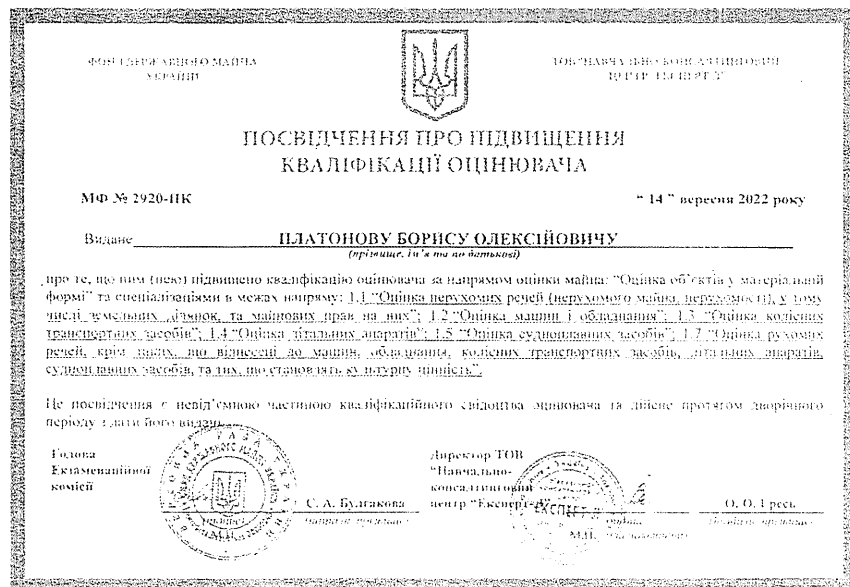 ФОНД ДЕРЖАВНОГО МАЙНА
УКРАЇНИ
ТОВ "НАВЧАЛЬНО-КОНСАЛТИНГОВИЙ
ЦЕНТР
ПОСВІДЧЕННЯ ПРО ПІДВИЩЕННЯ
КВАЛІФІКАЦІЇ ОЦІНЮВАЧА
МФ № 2920-ПК
" 14 " вересня 2022 року
Видане ПЛАТОНОВУ БОРИСУ ОЛЕКСІЙОВИЧУ
(прізвище, ім'я та по батькові)
про те, що ним (нею) підвищено кваліфікацію оцінювача за напрямом оцінки майна: "Оцінка об'єктів у матеріальній
формі" та спеціалізаціями в межах напряму: 1.1 "Оцінка нерухомих речей (нерухомого майна, нерухомості), у тому
числі земельних ділянок, та майнових прав на них"; 1.2 "Оцінка машин і обладнання"; 1.3 "Оцінка колісних
транспортних засобів"; 1.4 "Оцінка літальних апаратів"; 1.5 "Оцінка судноплавних засобів"; 1.7 "Оцінка рухомих
речей, крім таких, що віднесені до машин, обладнання, колісних транспортних засобів, літальних апаратів,
судноплавних засобів, та тих, що становлять культурну цінність".
Це посвідчення є невід'ємною частиною кваліфікаційного свідоцтва оцінювача та дійсне протягом дворічного
періоду з дати його видачі.
Голова
Екзаменаційної
комісії
С. А. Булгакова
Директор ТОВ
"Навчально-
консалтинговий
центр "Експерт-Л"
О. О. Гресь
М.П.